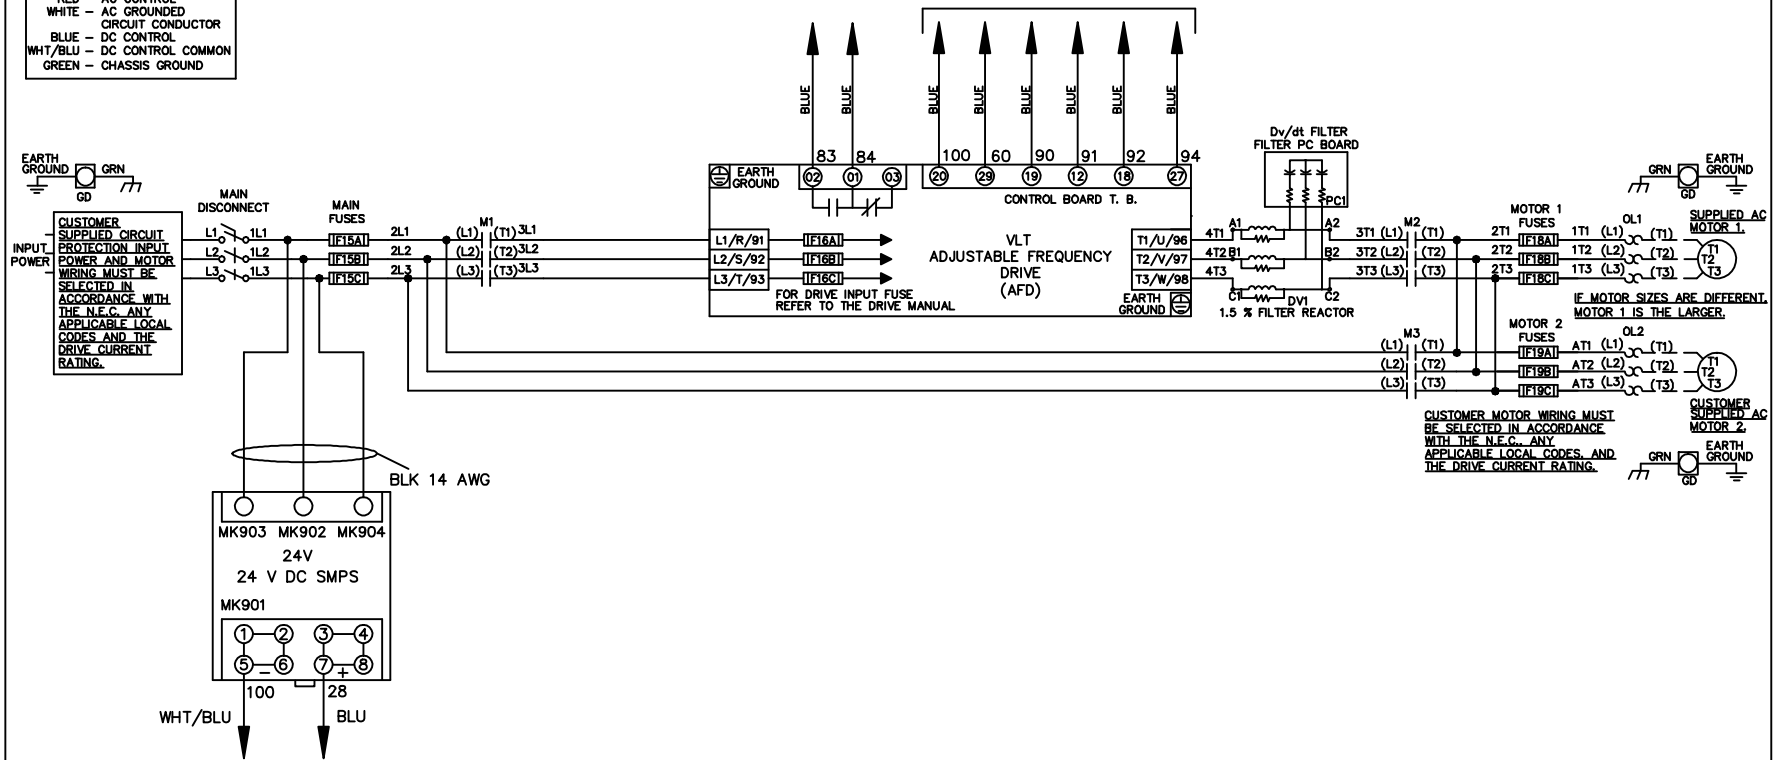 WHITE – AC GROUNDED
CIRCUIT CONDUCTOR
BLUE – DC CONTROL
WHT/BLU – DC CONTROL COMMON
GREEN – CHASSIS GROUND
BLUE
BLUE
BLUE
BLUE
BLUE
BLUE
BLUE
BLUE
83
84
100
60
90
91
92
94
02
01
03
20
29
19
12
18
27
EARTH
GROUND
CONTROL BOARD T. B.
Dv/dt FILTER
FILTER PC BOARD
PC1
EARTH
GROUND
GRN
GD
INPUT
POWER
CUSTOMER
SUPPLIED CIRCUIT
PROTECTION INPUT
POWER AND MOTOR
WIRING MUST BE
SELECTED IN
ACCORDANCE WITH
THE N.E.C. ANY
APPLICABLE LOCAL
CODES AND THE
DRIVE CURRENT
RATING.
MAIN
DISCONNECT
L1
1L1
L2
1L2
L3
1L3
MAIN
FUSES
F15A
F15B
F15C
2L1
2L2
2L3
M1
(L1)
(T1)
3L1
(L2)
(T2)
3L2
(L3)
(T3)
3L3
L1/R/91
L2/S/92
L3/T/93
F16A
F16B
F16C
FOR DRIVE INPUT FUSE
REFER TO THE DRIVE MANUAL
VLT
ADJUSTABLE FREQUENCY
DRIVE
(AFD)
T1/U/96
T2/V/97
T3/W/98
EARTH
GROUND
4T1
4T2
4T3
A1
A2
B1
B2
C1
C2
DV1
1.5 % FILTER REACTOR
M2
3T1 (L1) (T1)
3T2 (L2) (T2)
3T3 (L3) (T3)
MOTOR 1
FUSES
2T1
F18A
1T1
(L1)
2T2
F18B
1T2
(L2)
2T3
F18C
1T3
(L3)
OL1
(T1)
(T2)
(T3)
T1
T2
T3
GRN
GD
EARTH
GROUND
SUPPLIED AC
MOTOR 1.
IF MOTOR SIZES ARE DIFFERENT,
MOTOR 1 IS THE LARGER.
M3
(L1) (T1)
(L2) (T2)
(L3) (T3)
MOTOR 2
FUSES
F19A
AT1
(L1)
F19B
AT2
(L2)
F19C
AT3
(L3)
OL2
(T1)
(T2)
(T3)
T1
T2
T3
CUSTOMER
SUPPLIED AC
MOTOR 2.
CUSTOMER MOTOR WIRING MUST
BE SELECTED IN ACCORDANCE
WITH THE N.E.C., ANY
APPLICABLE LOCAL CODES, AND
THE DRIVE CURRENT RATING.
GRN
GD
EARTH
GROUND
BLK 14 AWG
MK903
MK902
MK904
24V
24 V DC SMPS
MK901
1
2
3
4
5
6
7
8
–
+
100
28
WHT/BLU
BLU